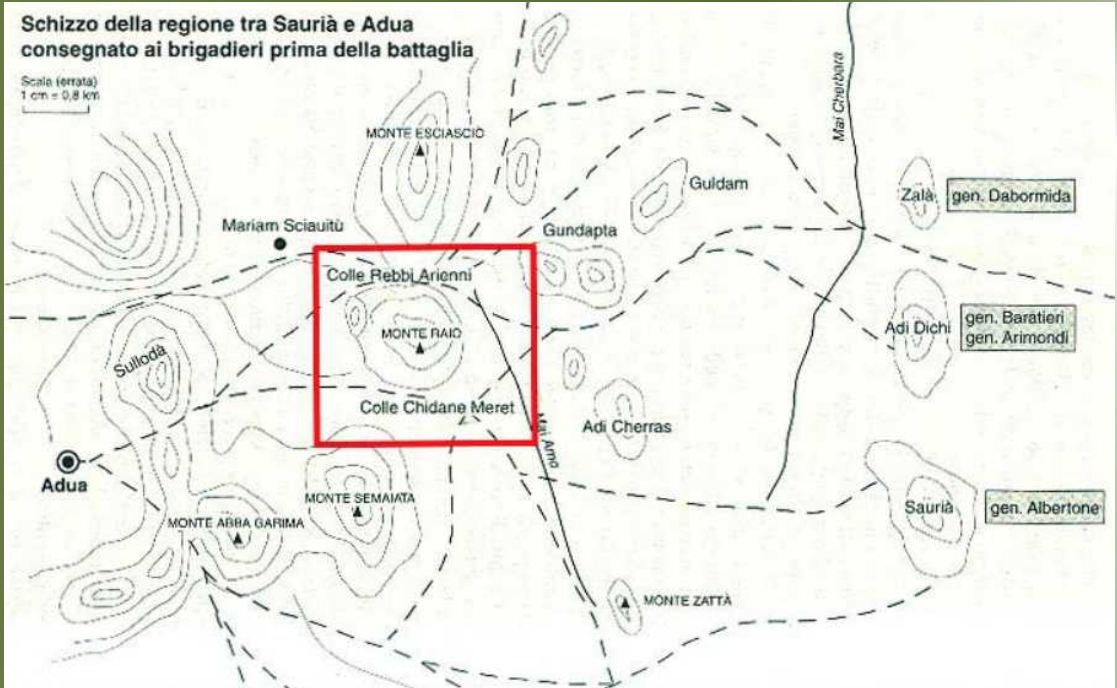 Schizzo della regione tra Saurià e Adua
consegnato ai brigadieri prima della battaglia
Scala (errata)
1 cm = 0,8 km
MONTE ESCIASCIÒ
Mai Cherbara
Guldam
Zalà
gen. Dabormida
Mariam Sciauitù
Gundapta
Colle Rebbi Arienni
MONTE RAIO
Adi Dichi
gen. Baratieri
gen. Arimondi
Sullodà
Colle Chidane Meret
Adi Cherras
Mai Arno
Adua
MONTE SEMAIATA
MONTE ABBA GARIMA
Saurià
gen. Albertone
MONTE ZATTÀ